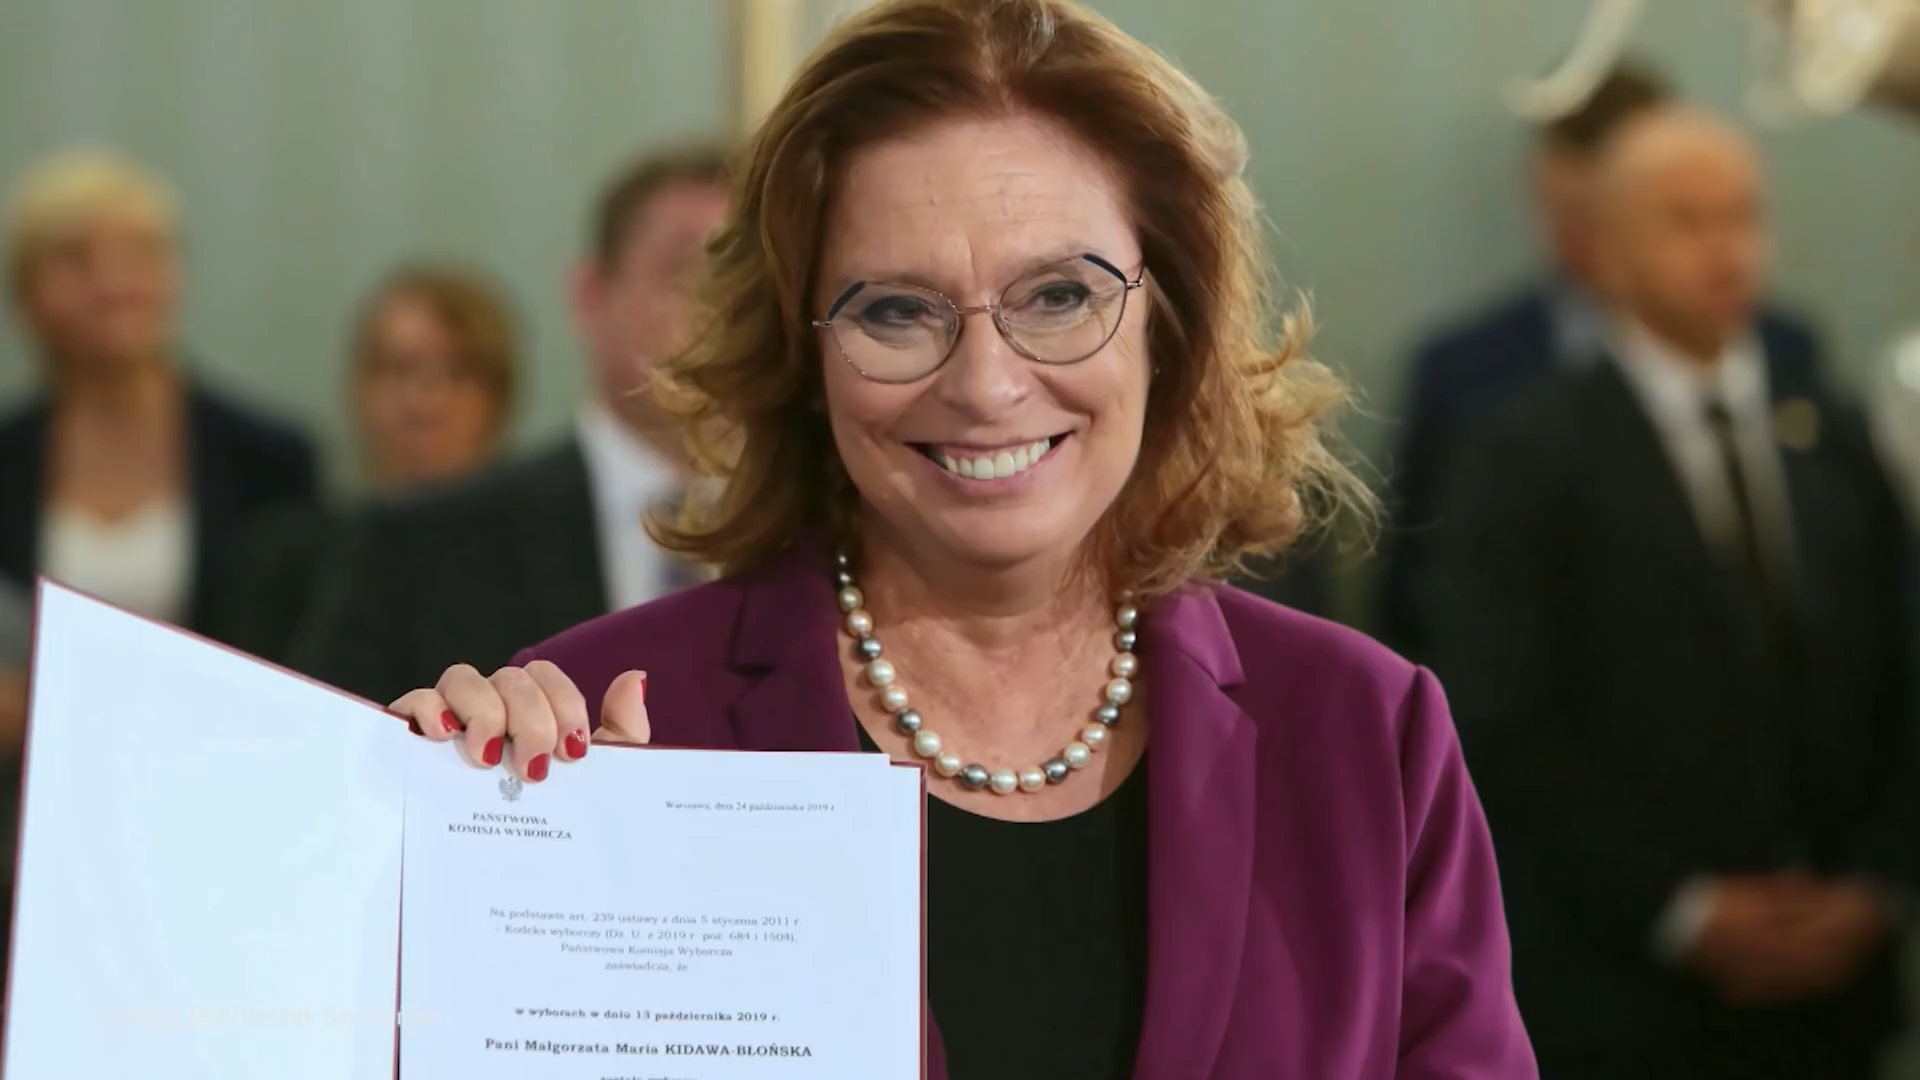 Warszawa, dnia 24 października 2019 r.
PAŃSTWOWA
KOMISJA WYBORCZA
Na podstawie art. 239 ustawy z dnia 5 stycznia 2011 r.
- Kodeks wyborczy (Dz. U. z 2019 r. poz. 684 i 1504),
Państwowa Komisja Wyborcza
zaświadcza, że
w wyborach w dniu 13 października 2019 r.
Pani Małgorzata Maria KIDAWA-BŁOŃSKA